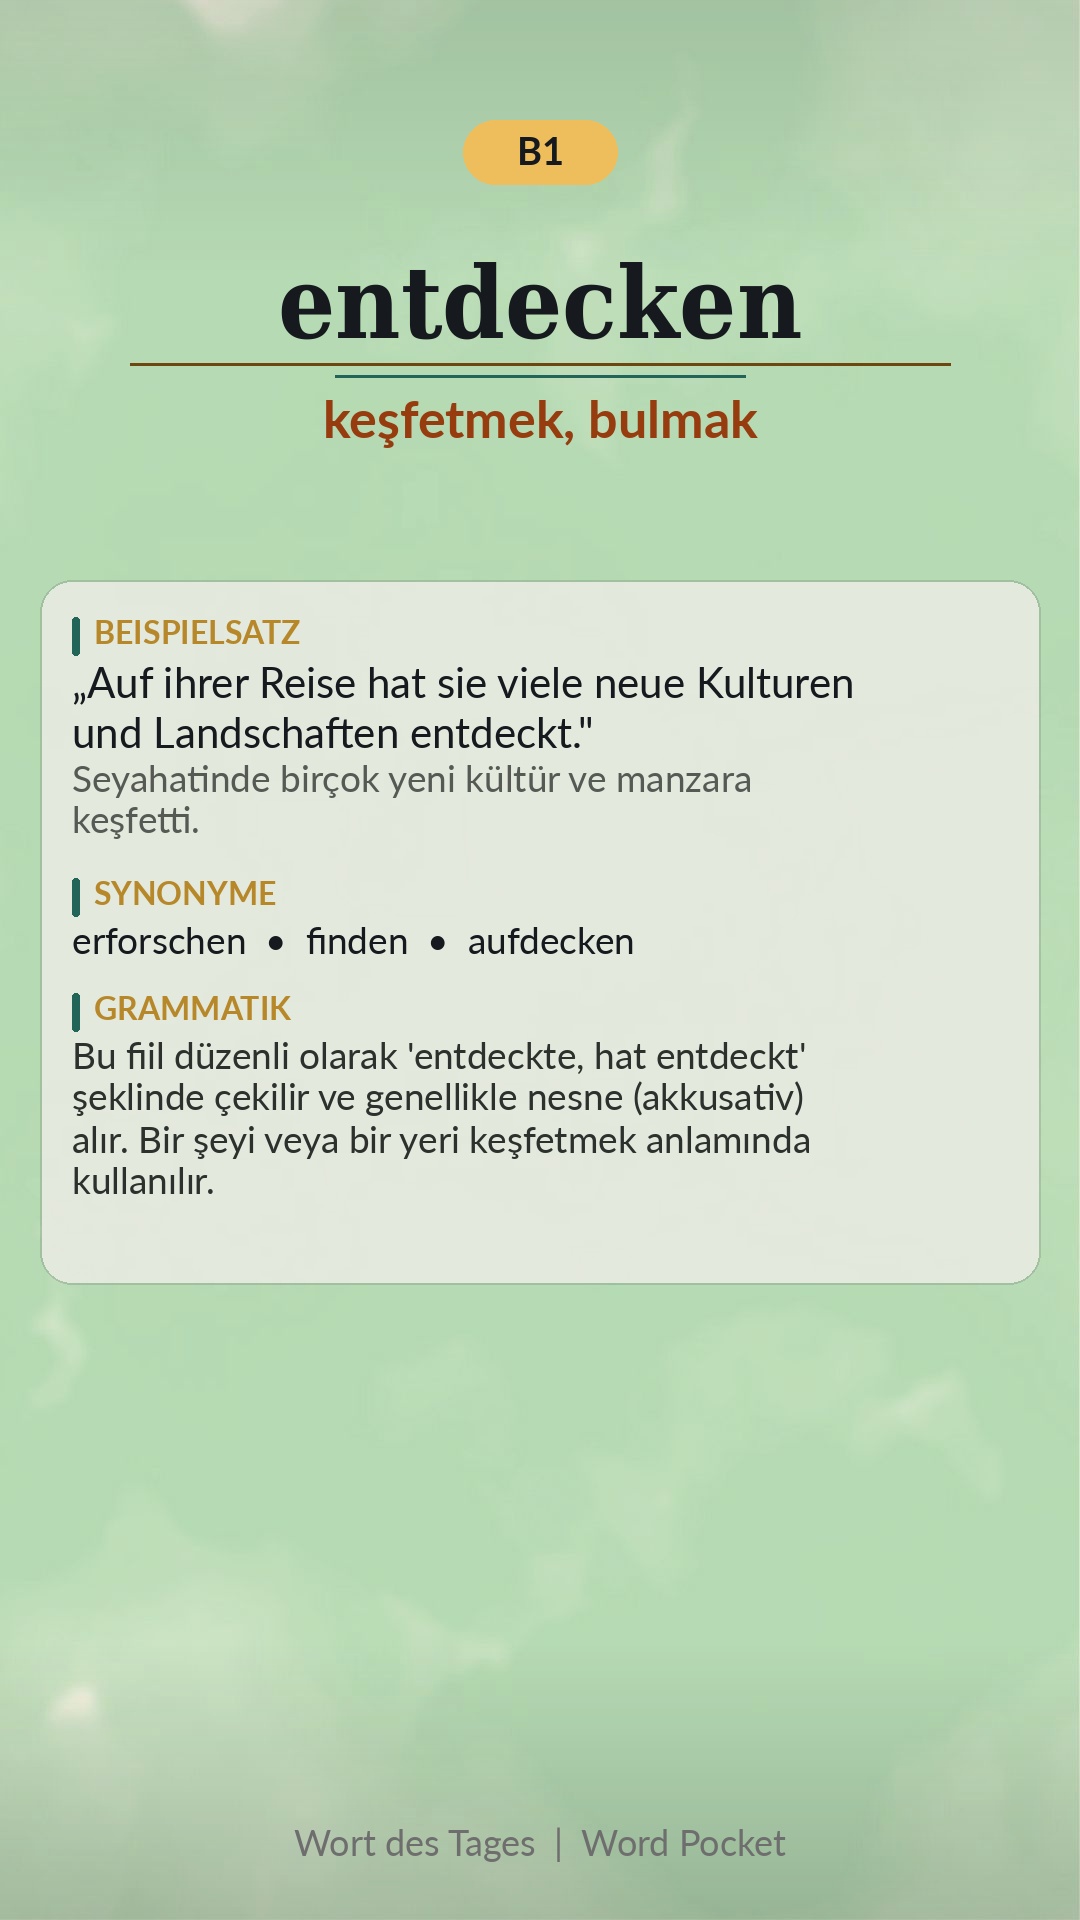 B1
entdecken
keşfetmek, bulmak
BEISPIELSATZ
„Auf ihrer Reise hat sie viele neue Kulturen
und Landschaften entdeckt."
Seyahatinde birçok yeni kültür ve manzara
keşfetti.
SYNONYME
erforschen • finden • aufdecken
GRAMMATIK
Bu fiil düzenli olarak 'entdeckte, hat entdeckt'
şeklinde çekilir ve genellikle nesne (akkusativ)
alır. Bir şeyi veya bir yeri keşfetmek anlamında
kullanılır.
Wort des Tages | Word Pocket